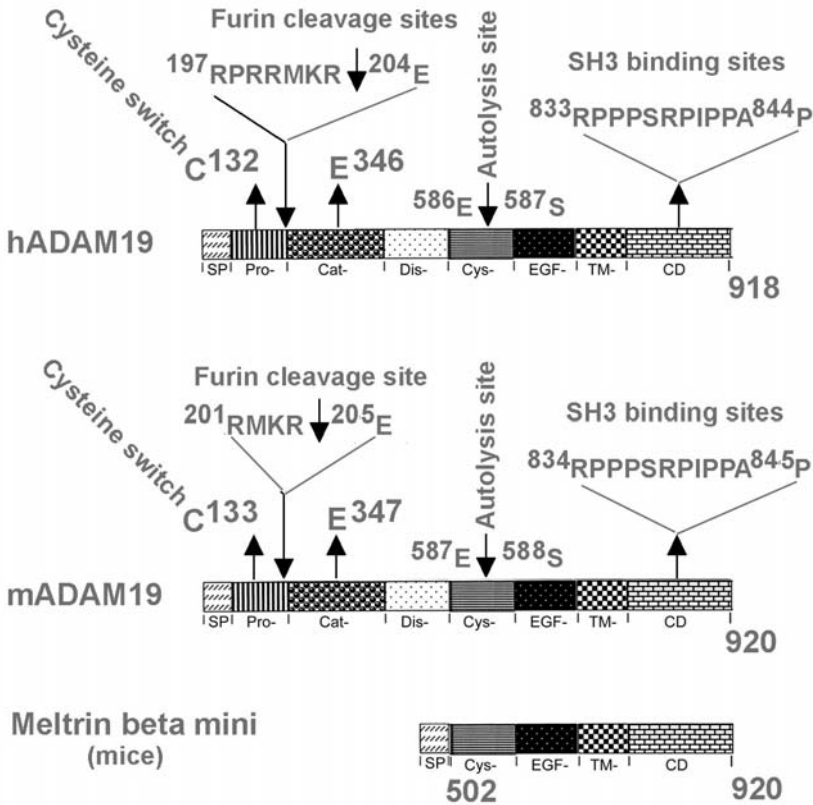 Furin cleavage sites
Cysteine switch
197RPRRMKR 204E
Autolysis site
SH3 binding sites
833RPPPSRPIPPA844P
C132
E346
586E 587S
hADAM19
SP Pro- Cat- Dis- Cys- EGF- TM- CD
918
Furin cleavage site
Cysteine switch
201RMKR 205E
Autolysis site
SH3 binding sites
834RPPPSRPIPPA845P
C133
E347
587E 588S
mADAM19
SP Pro- Cat- Dis- Cys- EGF- TM- CD
920
Meltrin beta mini
(mice)
SP Cys- EGF- TM- CD
502
920